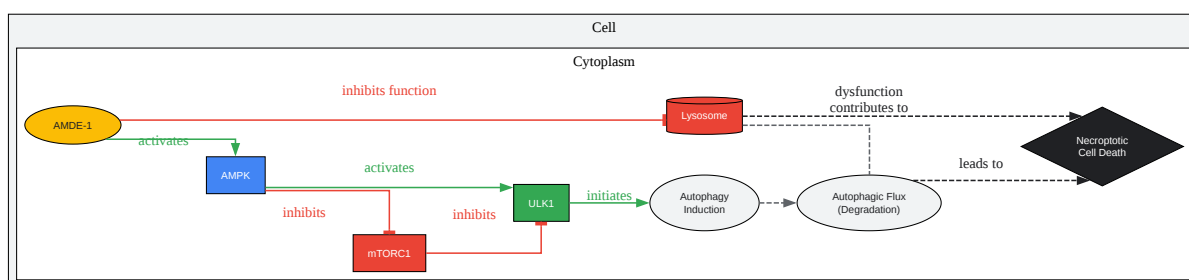 Cell
Cytoplasm
inhibits function
dysfunction
contributes to
AMDE-1
Lysosome
activates
Necroptotic
Cell Death
AMPK
activates
leads to
inhibits
inhibits
ULK1
initiates
Autophagy
Induction
Autophagic Flux
(Degradation)
mTORC1